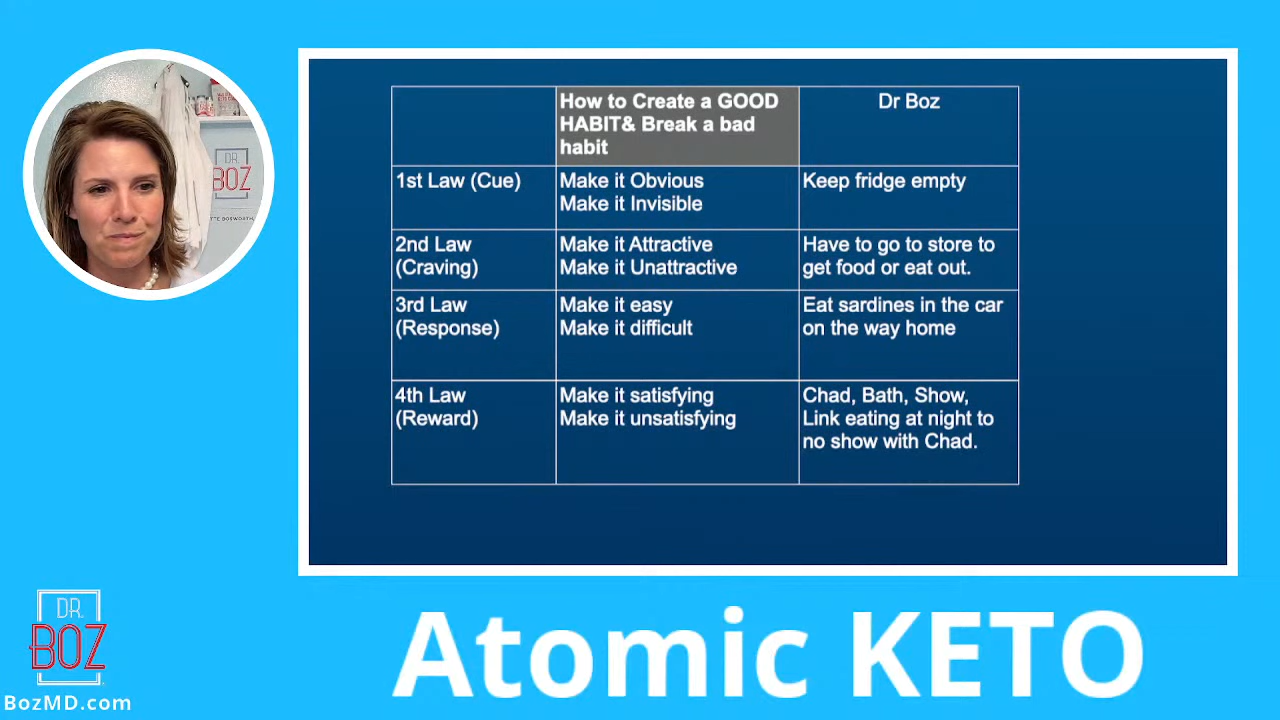 DR.
BOZ
TTE BOSWORTH,
How to Create a GOOD
HABIT& Break a bad
habit
Dr Boz
1st Law (Cue)
Make it Obvious
Make it Invisible
Keep fridge empty
2nd Law
(Craving)
Make it Attractive
Make it Unattractive
Have to go to store to
get food or eat out.
3rd Law
(Response)
Make it easy
Make it difficult
Eat sardines in the car
on the way home
4th Law
(Reward)
Make it satisfying
Make it unsatisfying
Chad, Bath, Show,
Link eating at night to
no show with Chad.
DR.
BOZ
BozMD.com
Atomic KETO